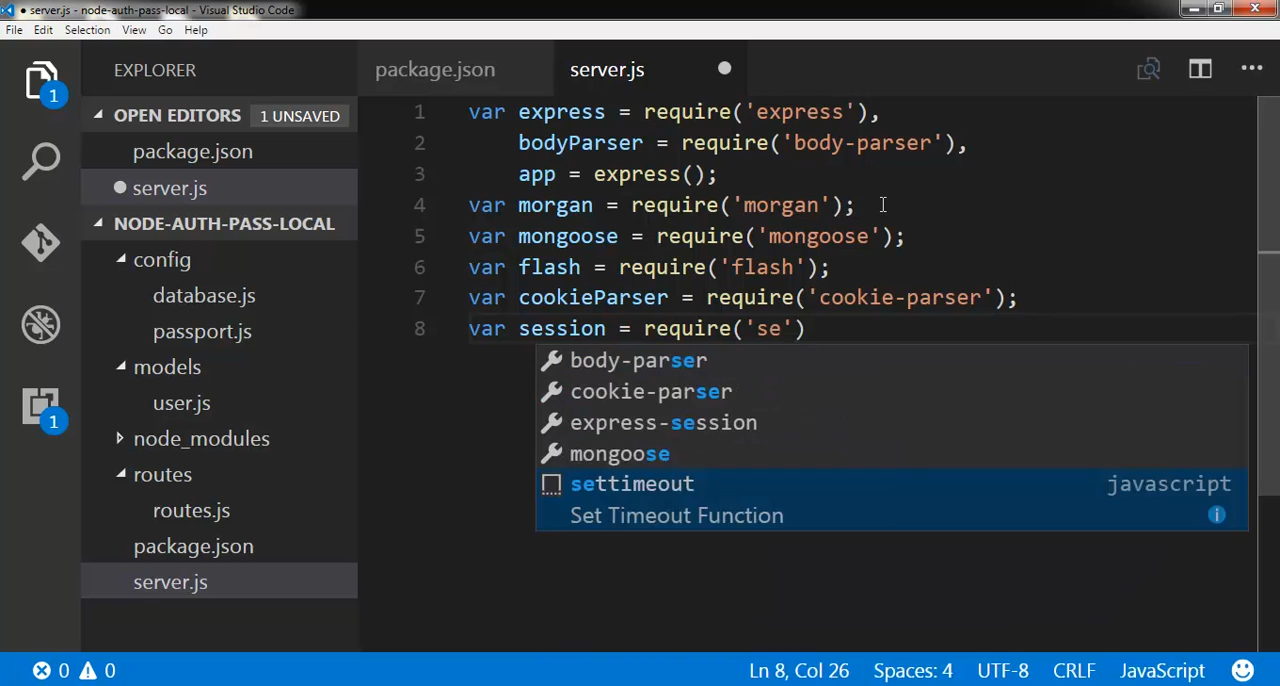 ● server.js - node-auth-pass-local - Visual Studio Code
File Edit Selection View Go Help
EXPLORER
OPEN EDITORS 1 UNSAVED
package.json
server.js
NODE-AUTH-PASS-LOCAL
config
database.js
passport.js
models
user.js
node_modules
routes
routes.js
package.json
server.js
1
1
package.json server.js
1 var express = require('express'),
2 bodyParser = require('body-parser'),
3 app = express();
4 var morgan = require('morgan');
5 var mongoose = require('mongoose');
6 var flash = require('flash');
7 var cookieParser = require('cookie-parser');
8 var session = require('se')
body-parser
cookie-parser
express-session
mongoose
settimeout javascript
Set Timeout Function
0 0 Ln 8, Col 26 Spaces: 4 UTF-8 CRLF JavaScript